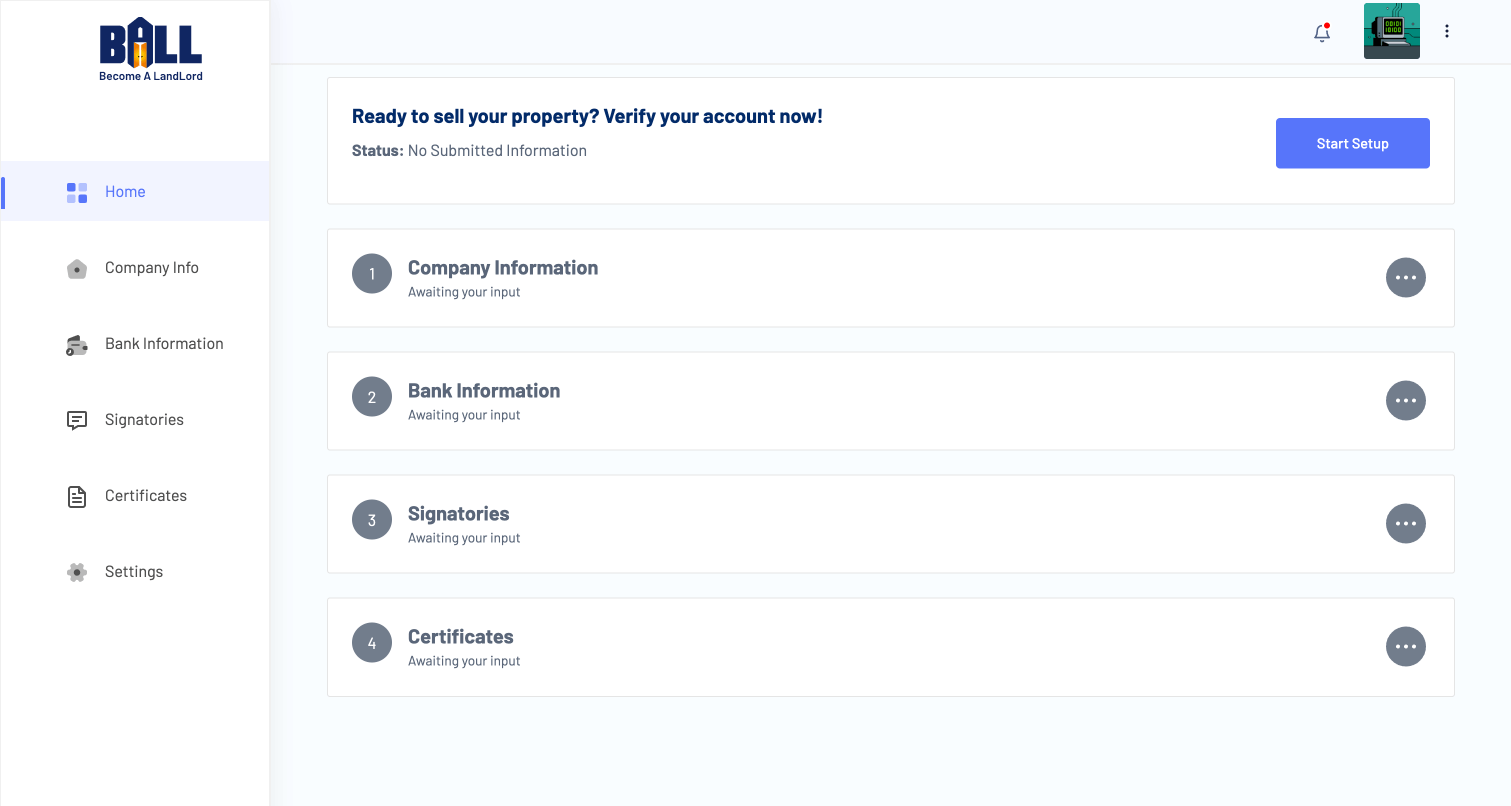 BALL
Become A LandLord
Home
Company Info
Bank Information
Signatories
Certificates
Settings
00101
10100
Ready to sell your property? Verify your account now!
Status: No Submitted Information
Start Setup
1
Company Information
Awaiting your input
2
Bank Information
Awaiting your input
3
Signatories
Awaiting your input
4
Certificates
Awaiting your input